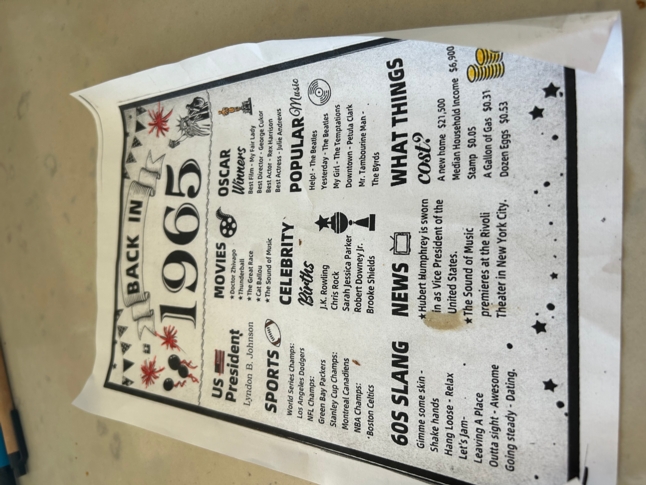 BACK IN
1965
US
President
Lyndon B. Johnson
MOVIES
★Doctor Zhivago
★Thunderball
★The Great Race
★Cat Ballou
★The Sound of Music
OSCAR
Winners
Best Film - My Fair Lady
Best Director - George Cukor
Best Actor - Rex Harrison
Best Actress - Julie Andrews
SPORTS
World Series Champs:
Los Angeles Dodgers
NFL Champs:
Green Bay Packers
Stanley Cup Champs:
Montreal Canadiens
NBA Champs:
Boston Celtics
CELEBRITY
Births
J.K. Rowling
Chris Rock
Sarah Jessica Parker
Robert Downey Jr.
Brooke Shields
POPULAR Music
Help! - The Beatles
Yesterday - The Beatles
My Girl - The Temptations
Downtown - Petula Clark
Mr. Tambourine Man -
The Byrds
60S SLANG
Gimme some skin -
Shake hands
Hang Loose - Relax
Let's Jam-
Leaving A Place
Outta sight - Awesome
Going steady - Dating.
NEWS
★Hubert Humphrey is sworn
in as Vice President of the
United States.
★The Sound of Music
premieres at the Rivoli
Theater in New York City.
WHAT THINGS
cost?
A new home $21,500
Median Household Income $6,900
Stamp $0.05
A Gallon of Gas $0.31
Dozen Eggs $0.53